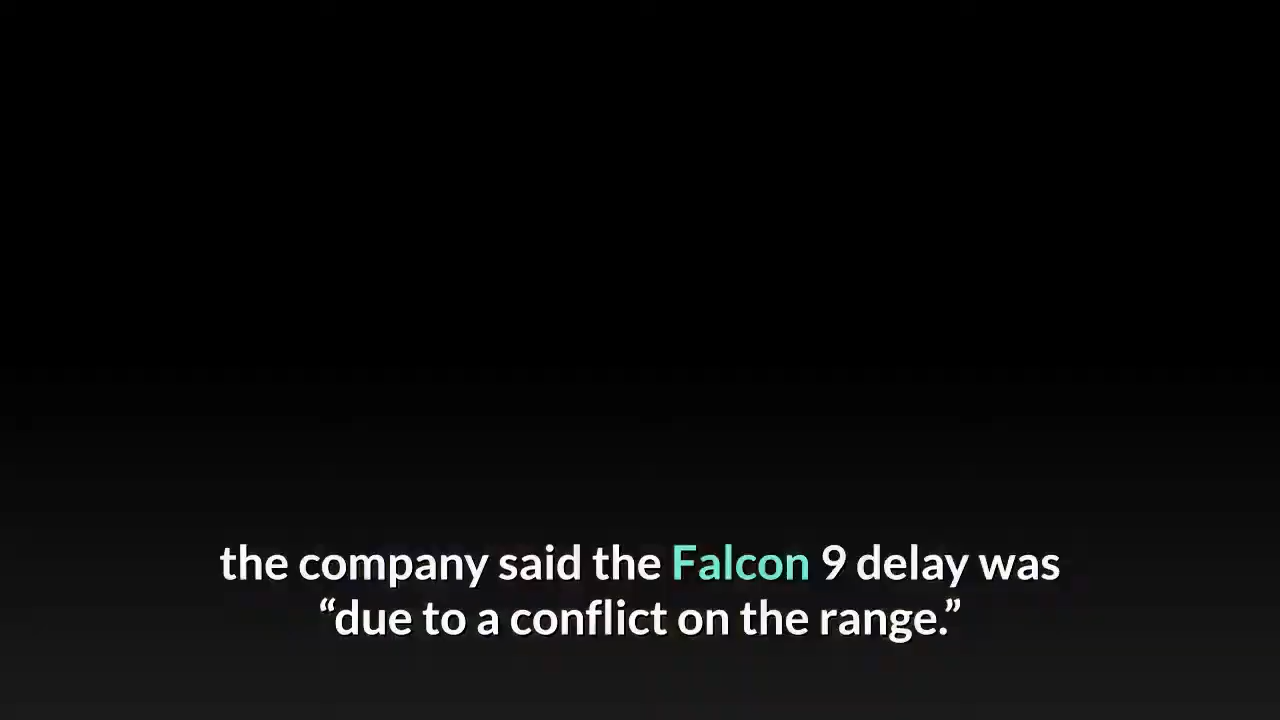 the company said the Falcon 9 delay was
“due to a conflict on the range.”